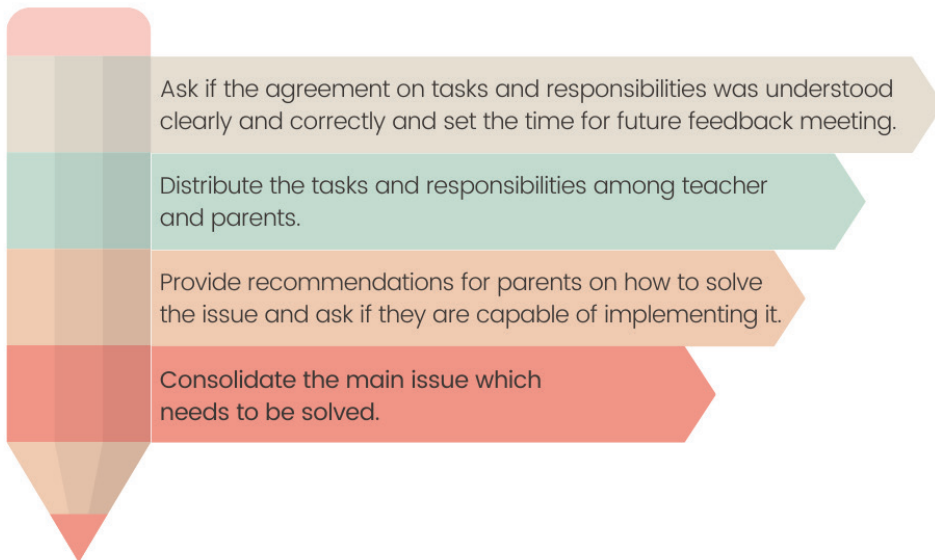 Ask if the agreement on tasks and responsibilities was understood
clearly and correctly and set the time for future feedback meeting.
Distribute the tasks and responsibilities among teacher
and parents.
Provide recommendations for parents on how to solve
the issue and ask if they are capable of implementing it.
Consolidate the main issue which
needs to be solved.